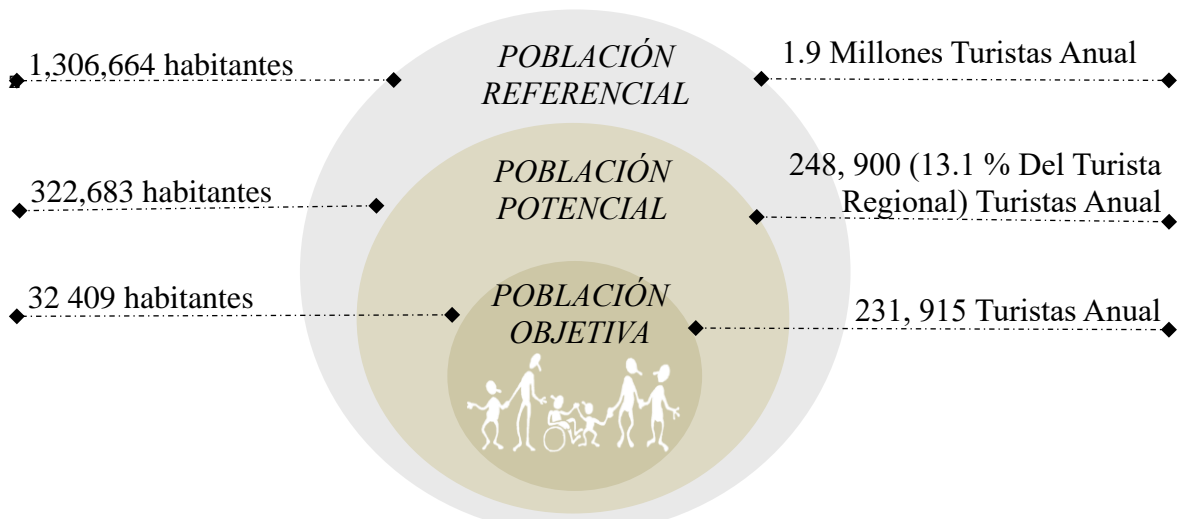 1,306,664 habitantes
POBLACIÓN
REFERENCIAL
1.9 Millones Turistas Anual
322,683 habitantes
POBLACIÓN
POTENCIAL
248, 900 (13.1 % Del Turista
Regional) Turistas Anual
32 409 habitantes
POBLACIÓN
OBJETIVA
231, 915 Turistas Anual